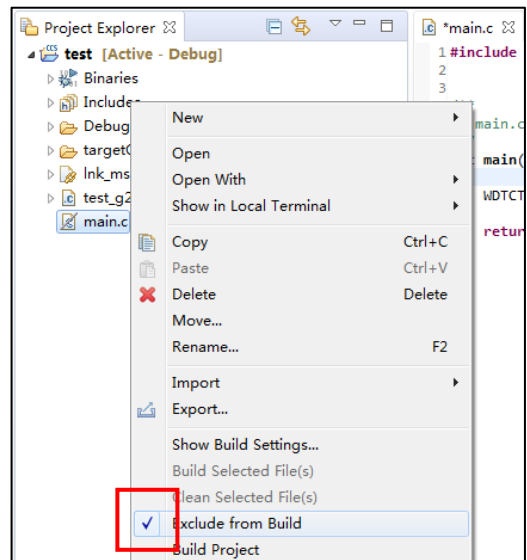 Project Explorer
*main.c
test [Active - Debug]
Binaries
Includes
Debug
target
lnk_ms
test_g2
main.c
1 #include
2
3
main.c
main(
WDTCT
retur
New
Open
Open With
Show in Local Terminal
Copy Ctrl+C
Paste Ctrl+V
Delete Delete
Move...
Rename... F2
Import
Export...
Show Build Settings...
Build Selected File(s)
Clean Selected File(s)
Exclude from Build
Build Project